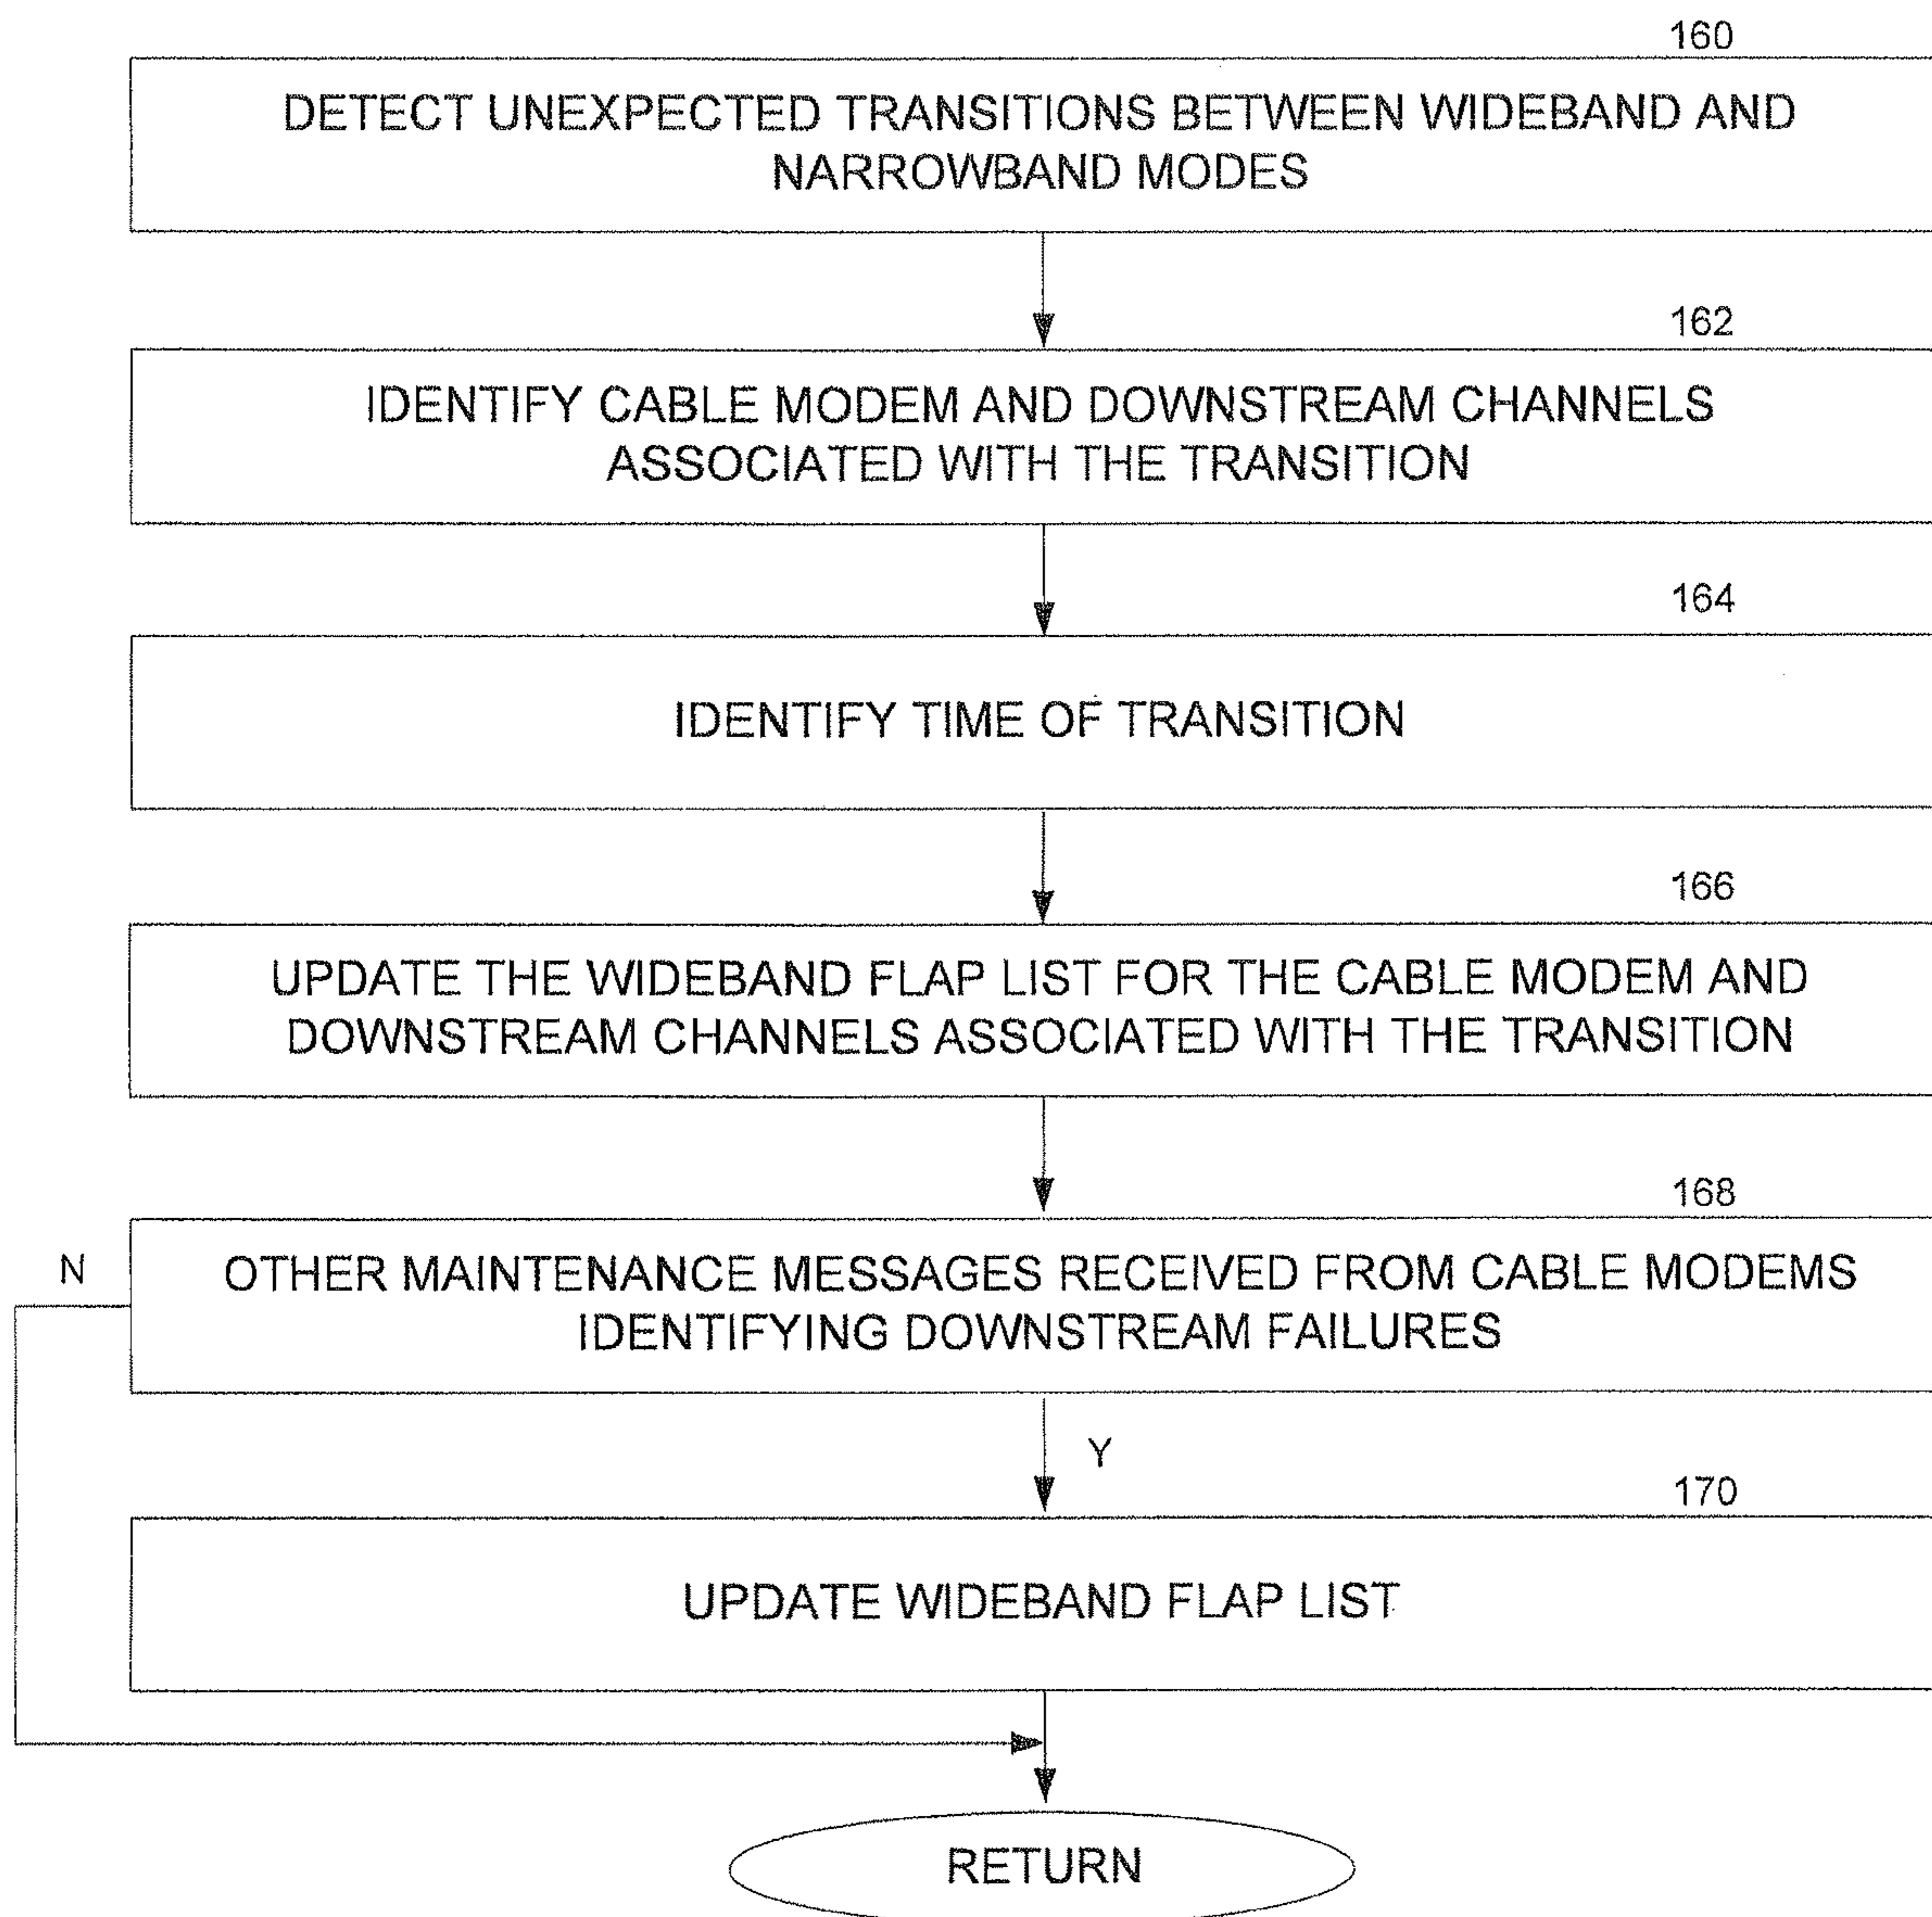 160
DETECT UNEXPECTED TRANSITIONS BETWEEN WIDEBAND AND
NARROWBAND MODES
162
IDENTIFY CABLE MODEM AND DOWNSTREAM CHANNELS
ASSOCIATED WITH THE TRANSITION
164
IDENTIFY TIME OF TRANSITION
166
UPDATE THE WIDEBAND FLAP LIST FOR THE CABLE MODEM AND
DOWNSTREAM CHANNELS ASSOCIATED WITH THE TRANSITION
168
N
OTHER MAINTENANCE MESSAGES RECEIVED FROM CABLE MODEMS
IDENTIFYING DOWNSTREAM FAILURES
Y
170
UPDATE WIDEBAND FLAP LIST
RETURN